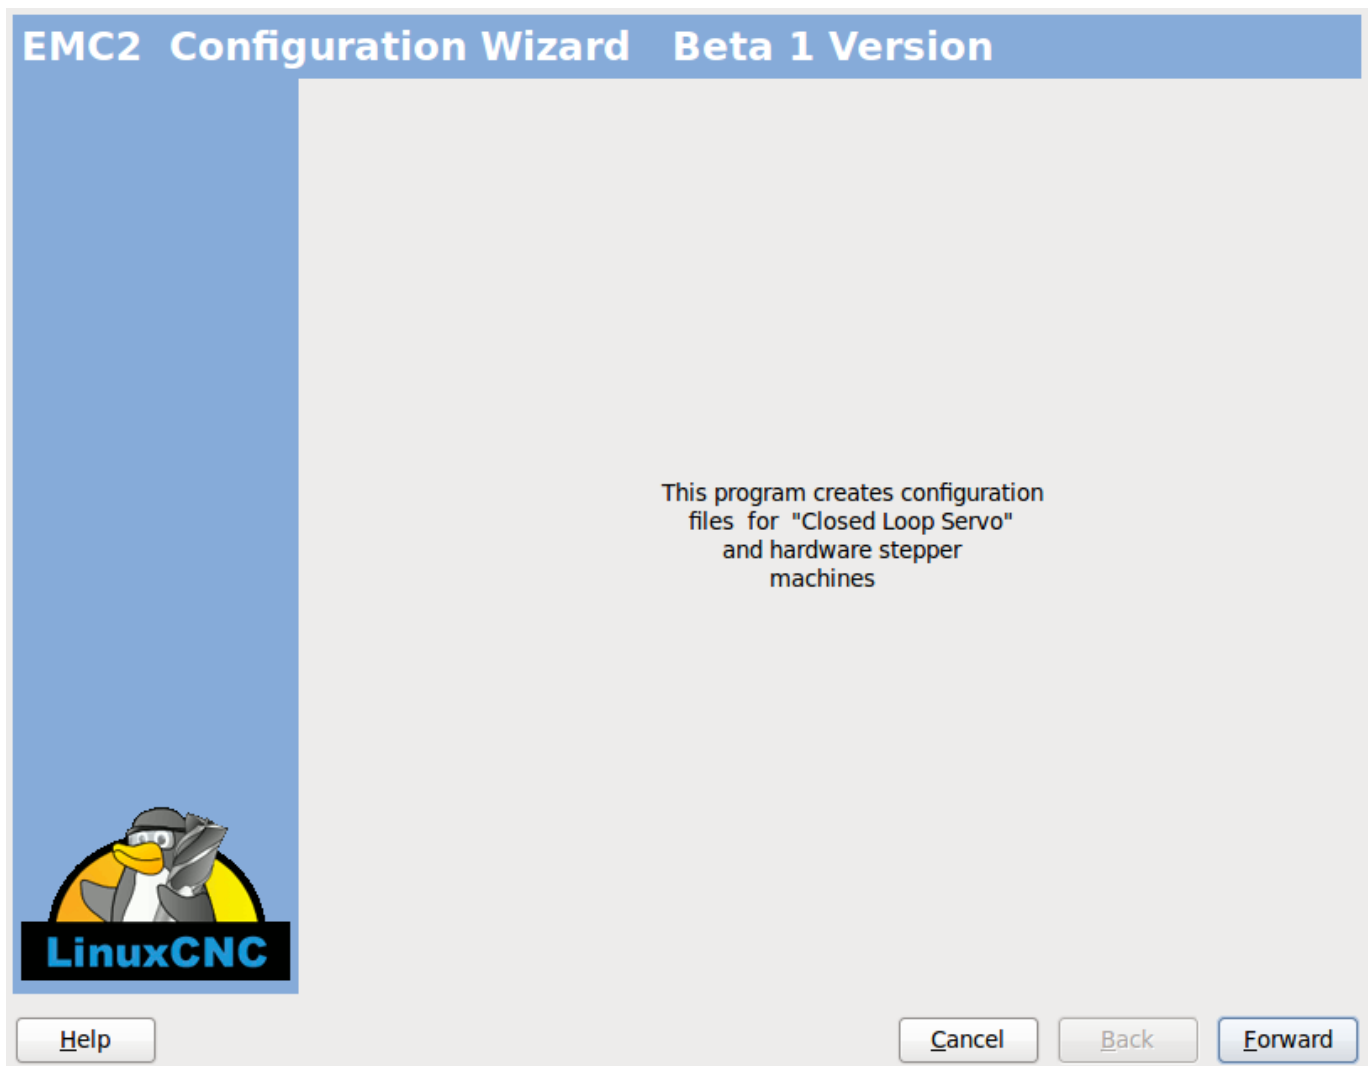 EMC2  Configuration Wizard   Beta 1 Version
This program creates configuration
files  for  "Closed Loop Servo"
and hardware stepper
machines
LinuxCNC
Help
Cancel
Back
Forward